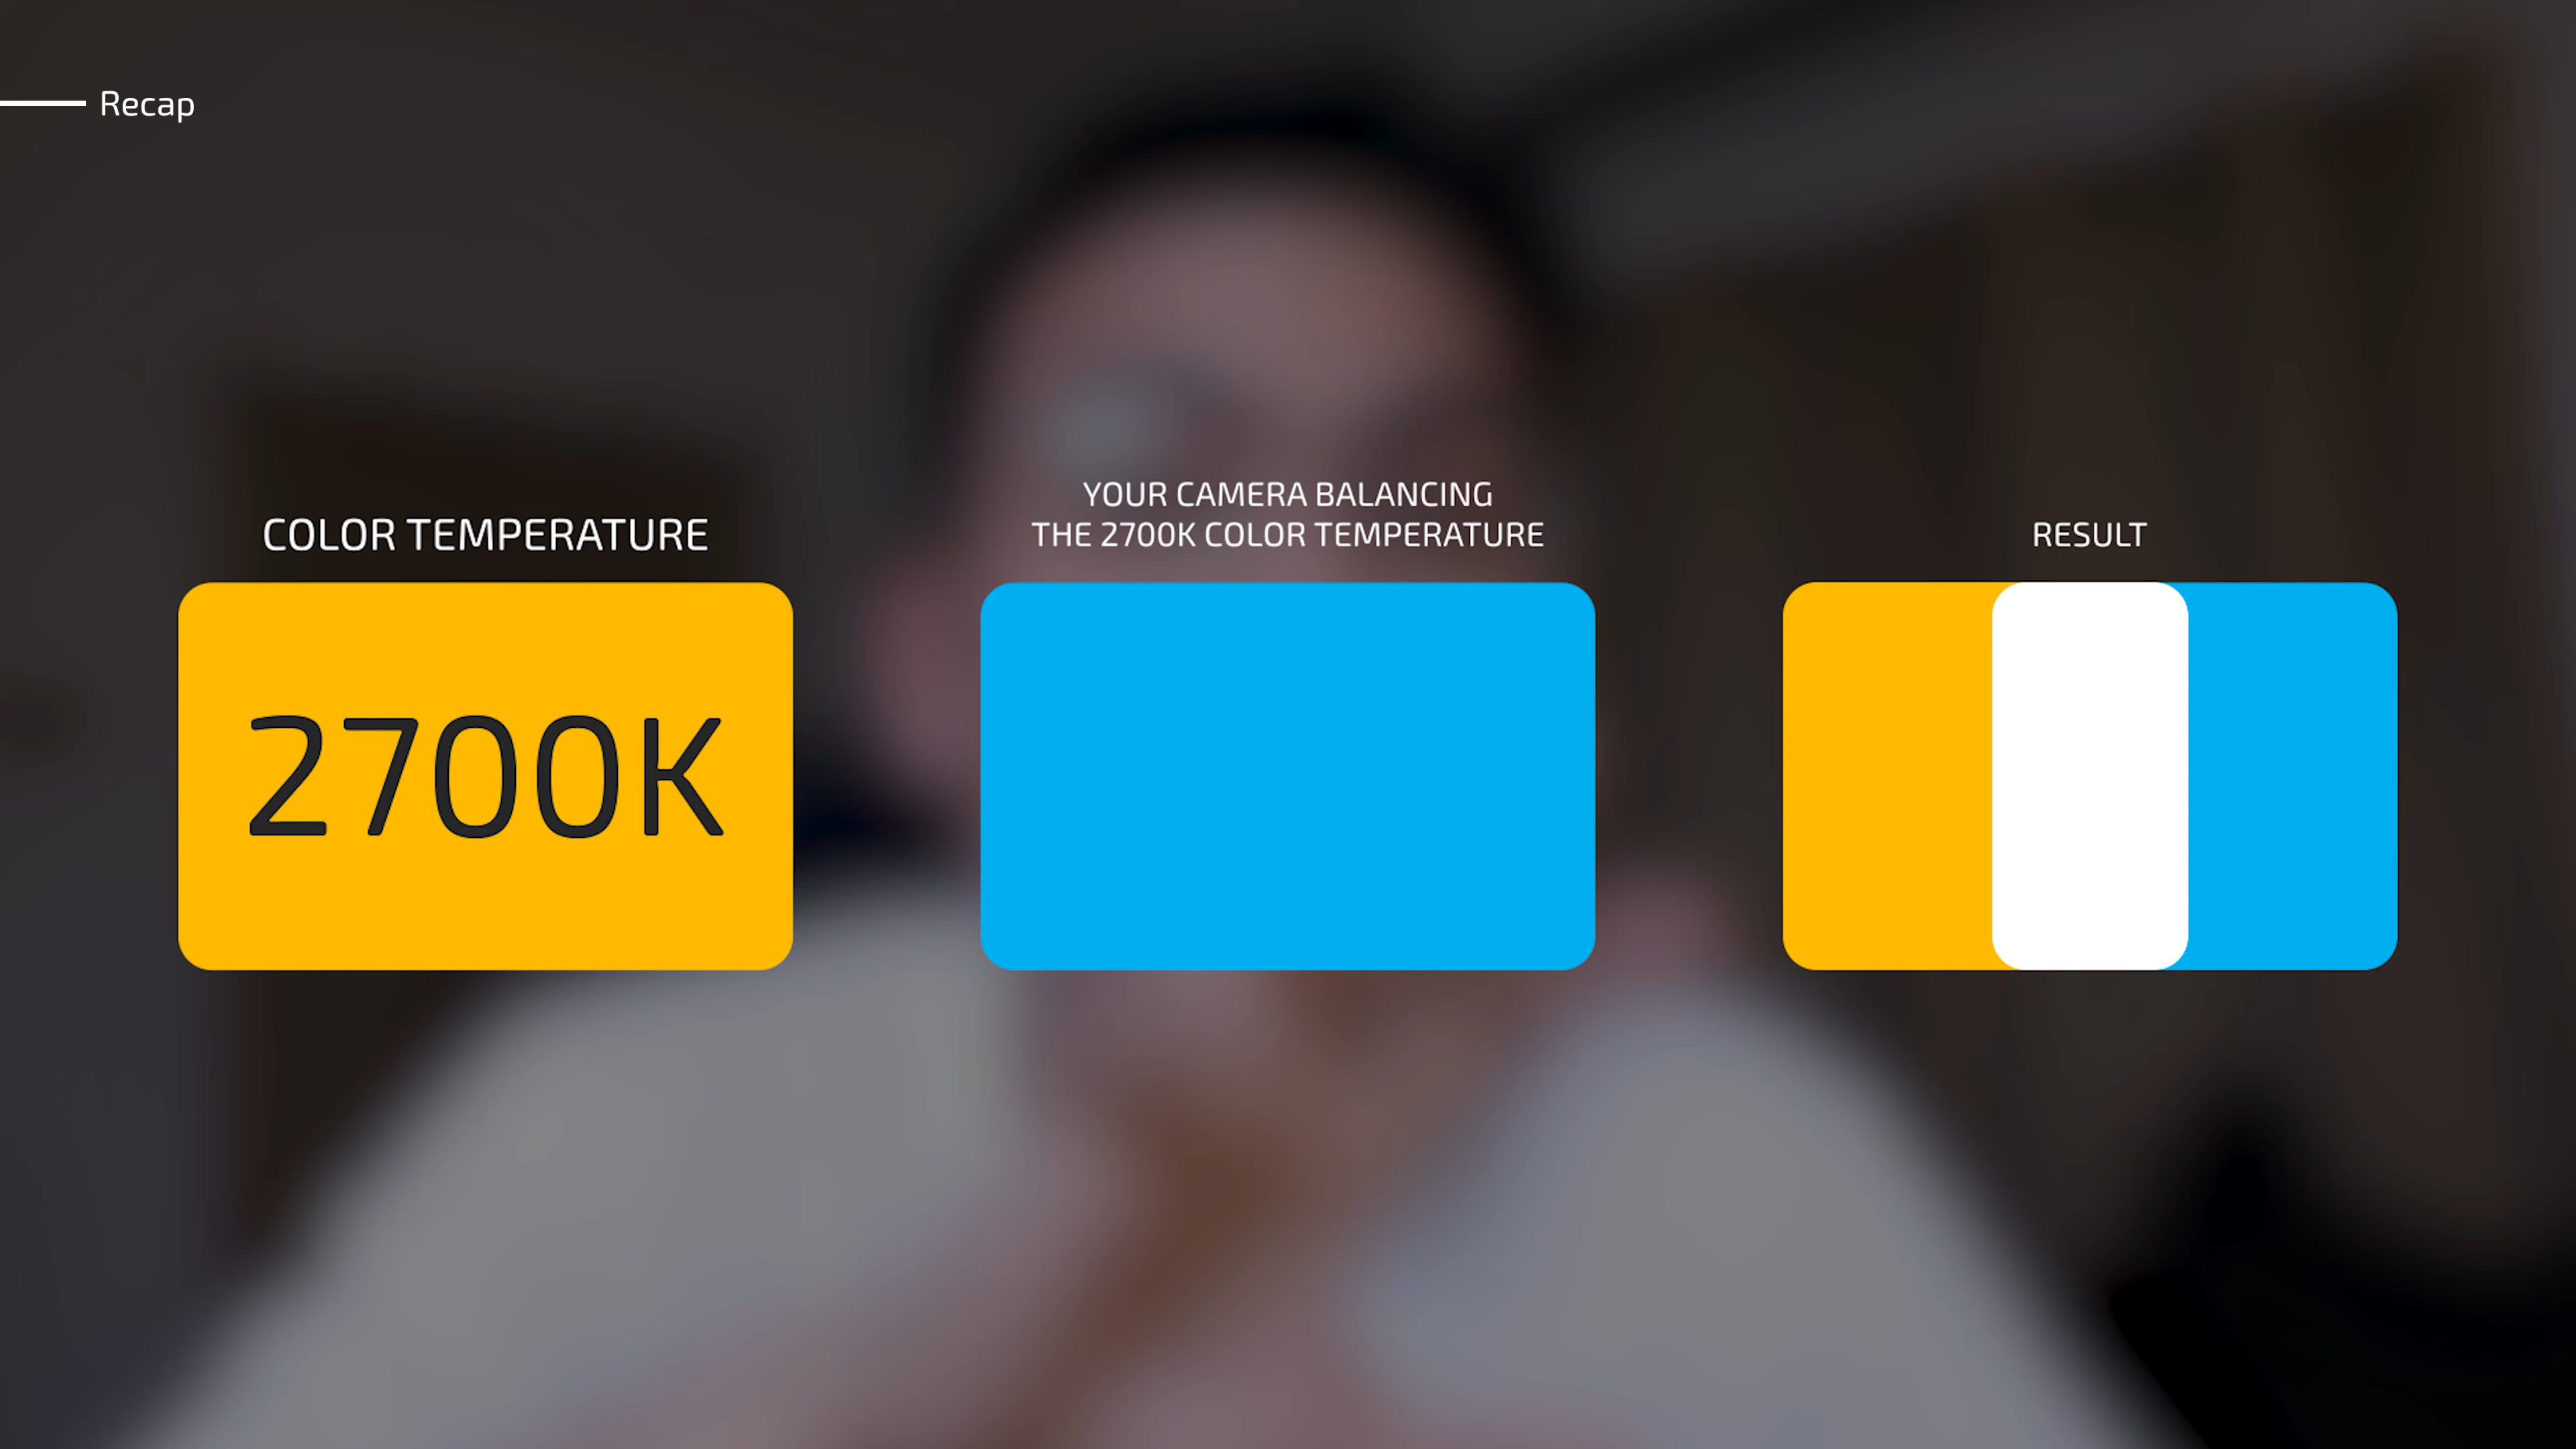 Recap
COLOR TEMPERATURE
2700K
YOUR CAMERA BALANCING
THE 2700K COLOR TEMPERATURE
RESULT